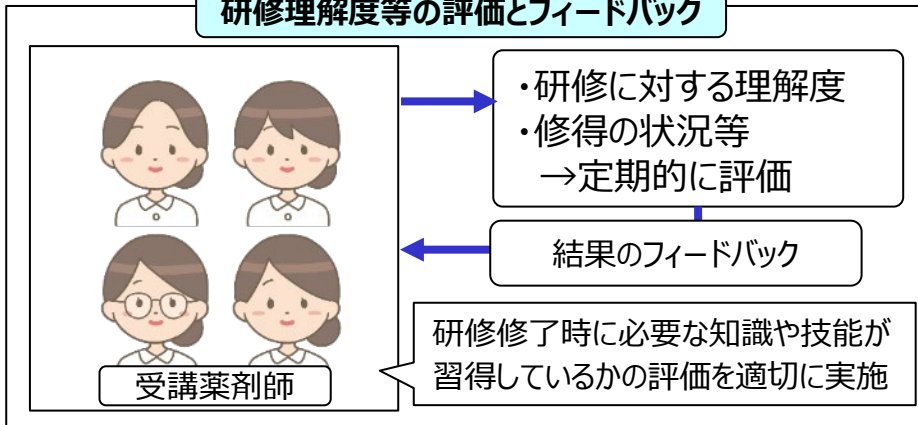 研修理解度等の評価とフィードバック
・研修に対する理解度
・修得の状況等
→定期的に評価
結果のフィードバック
研修修了時に必要な知識や技能が
習得しているかの評価を適切に実施
受講薬剤師